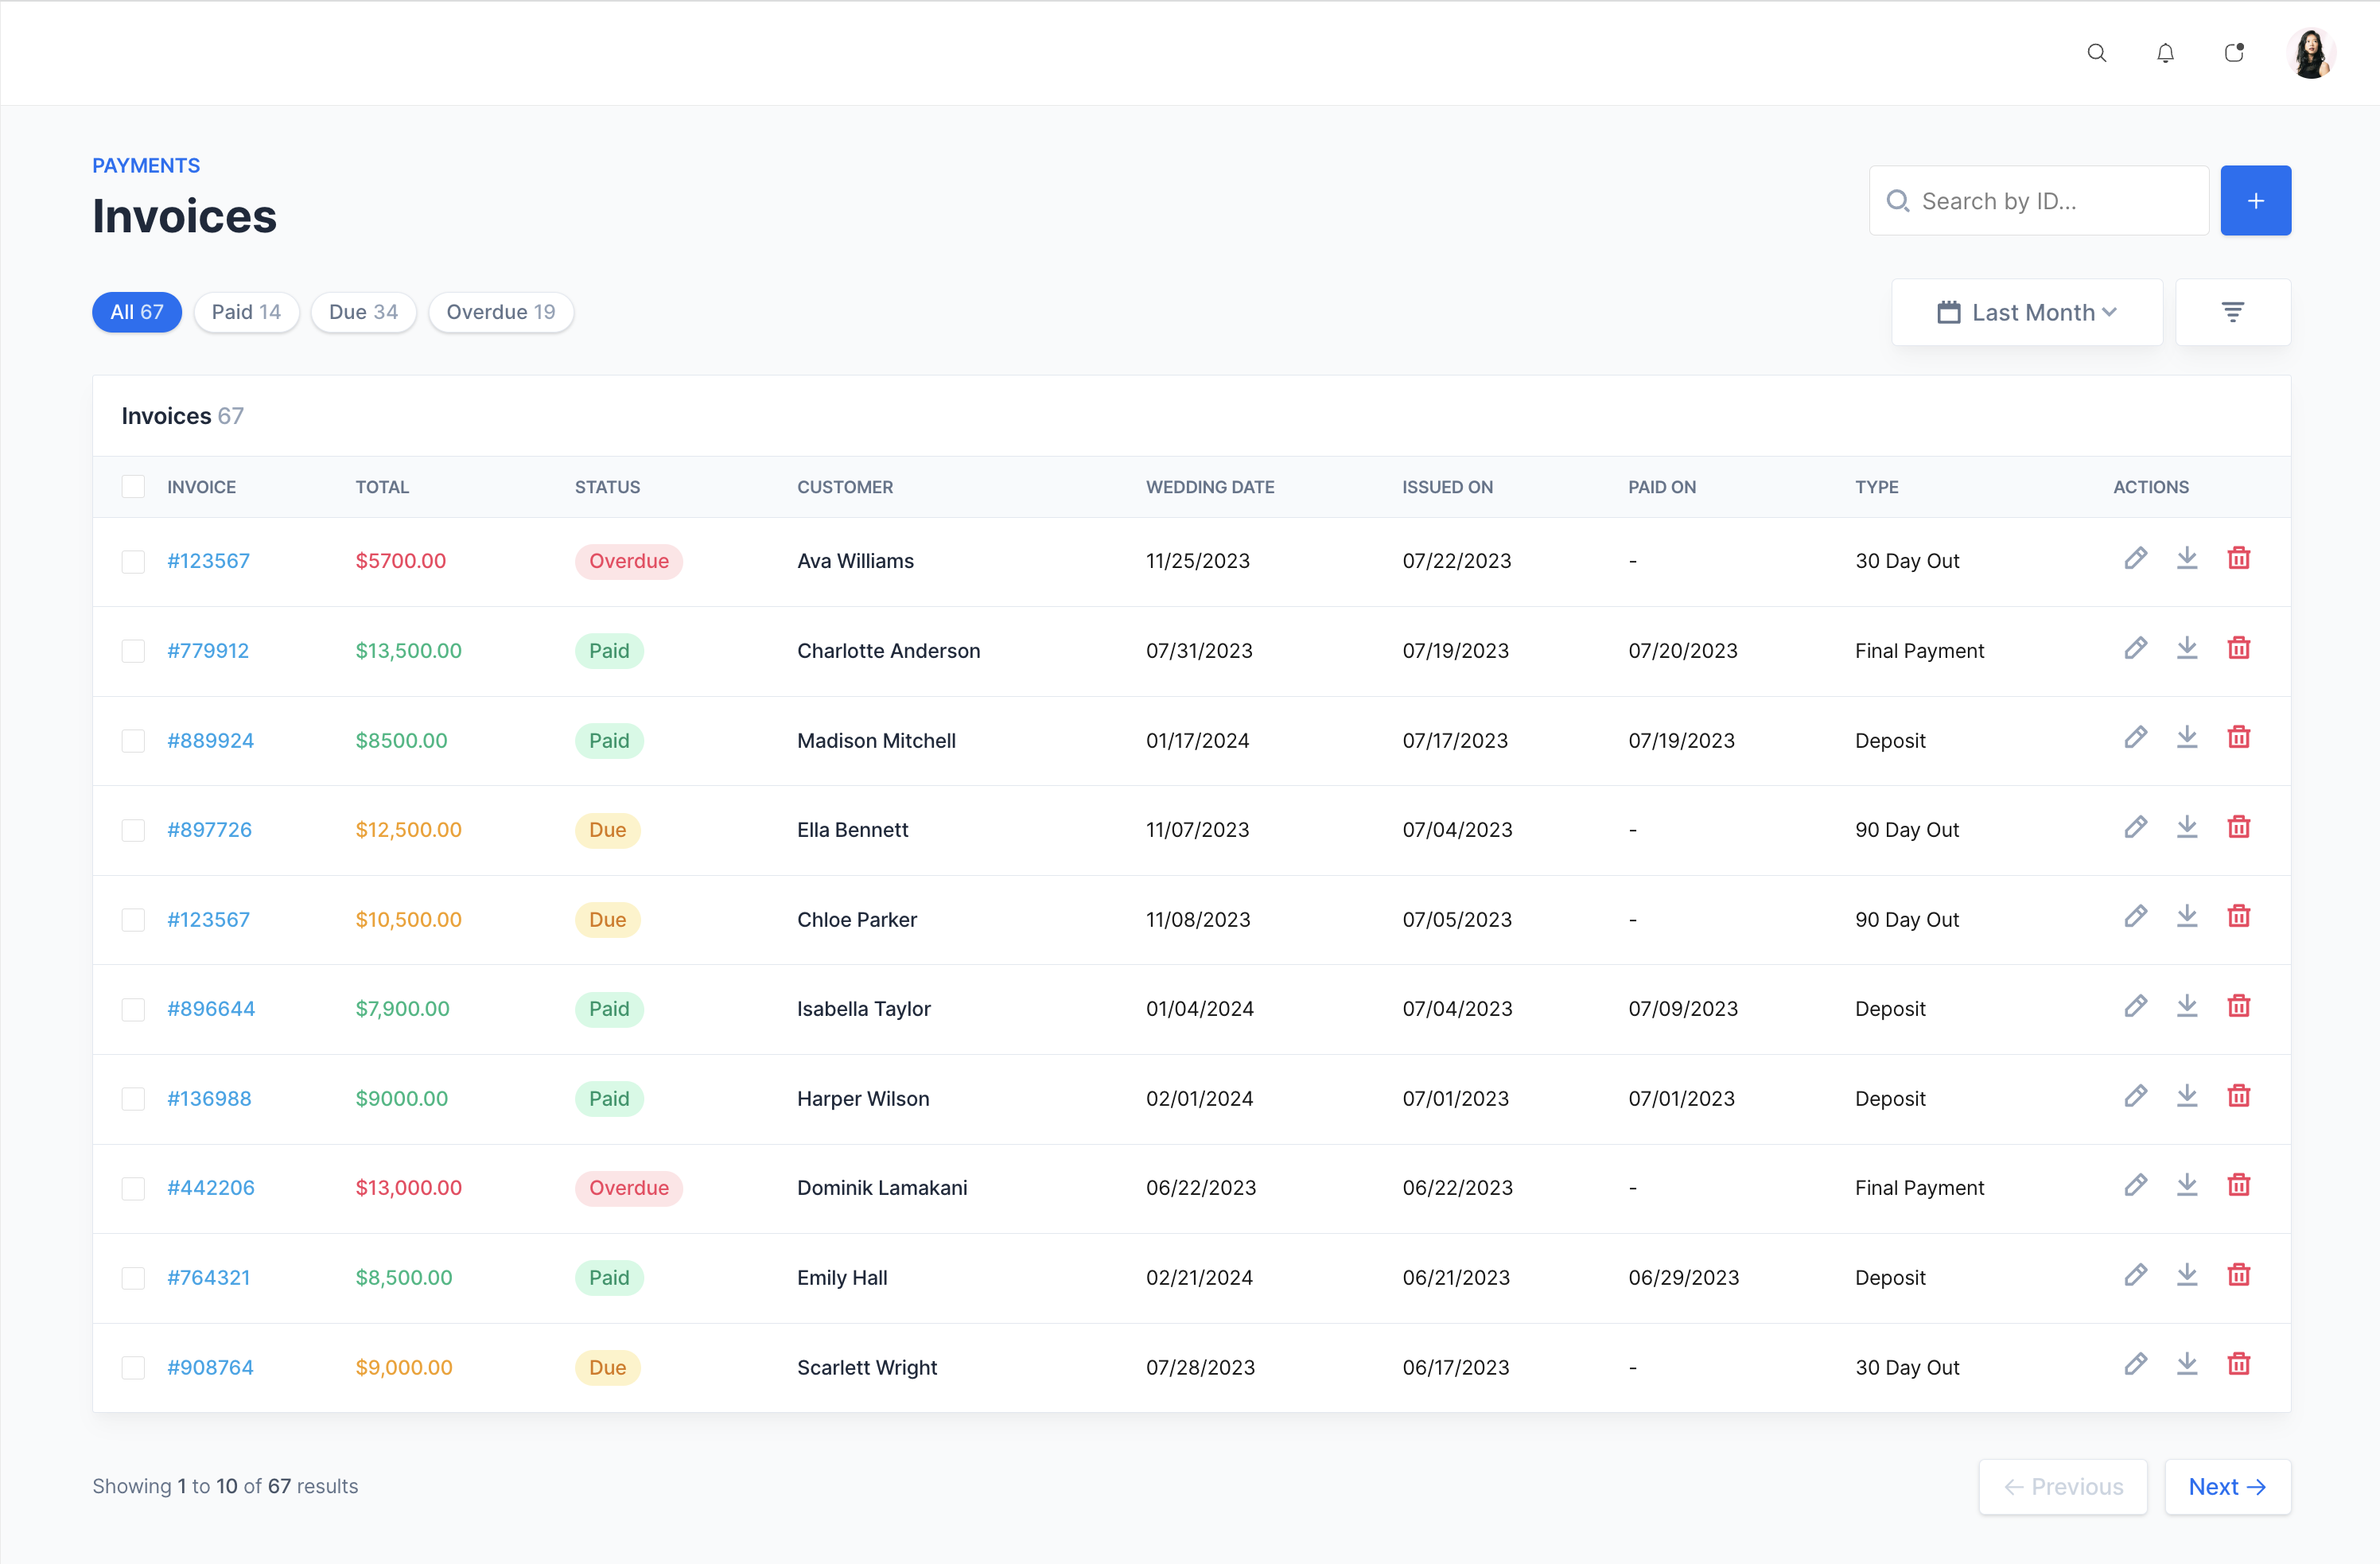 PAYMENTS
Invoices
Search by ID...
+
All 67 Paid 14 Due 34 Overdue 19
Last Month
Invoices 67
INVOICE TOTAL STATUS CUSTOMER WEDDING DATE ISSUED ON PAID ON TYPE ACTIONS
#123567 $5700.00 Overdue Ava Williams 11/25/2023 07/22/2023 - 30 Day Out
#779912 $13,500.00 Paid Charlotte Anderson 07/31/2023 07/19/2023 07/20/2023 Final Payment
#889924 $8500.00 Paid Madison Mitchell 01/17/2024 07/17/2023 07/19/2023 Deposit
#897726 $12,500.00 Due Ella Bennett 11/07/2023 07/04/2023 - 90 Day Out
#123567 $10,500.00 Due Chloe Parker 11/08/2023 07/05/2023 - 90 Day Out
#896644 $7,900.00 Paid Isabella Taylor 01/04/2024 07/04/2023 07/09/2023 Deposit
#136988 $9000.00 Paid Harper Wilson 02/01/2024 07/01/2023 07/01/2023 Deposit
#442206 $13,000.00 Overdue Dominik Lamakani 06/22/2023 06/22/2023 - Final Payment
#764321 $8,500.00 Paid Emily Hall 02/21/2024 06/21/2023 06/29/2023 Deposit
#908764 $9,000.00 Due Scarlett Wright 07/28/2023 06/17/2023 - 30 Day Out
Showing 1 to 10 of 67 results
← Previous Next →